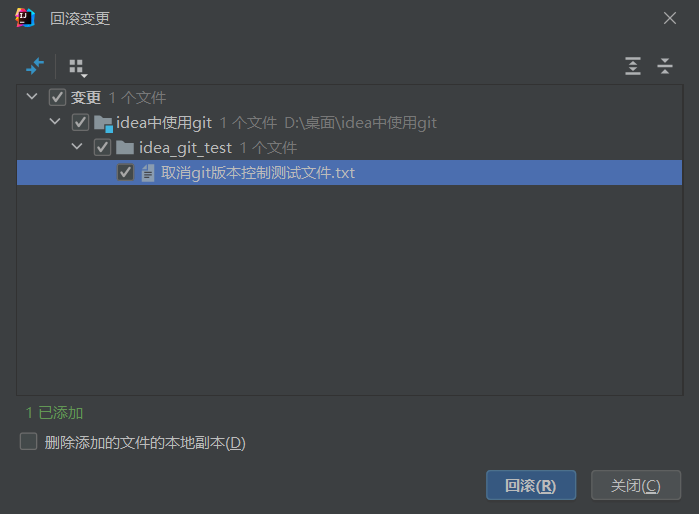 回滚变更
变更 1 个文件
idea中使用git 1 个文件 D:\桌面\idea中使用git
idea_git_test 1 个文件
取消git版本控制测试文件.txt
1 已添加
删除添加的文件的本地副本(D)
回滚(R) 关闭(C)